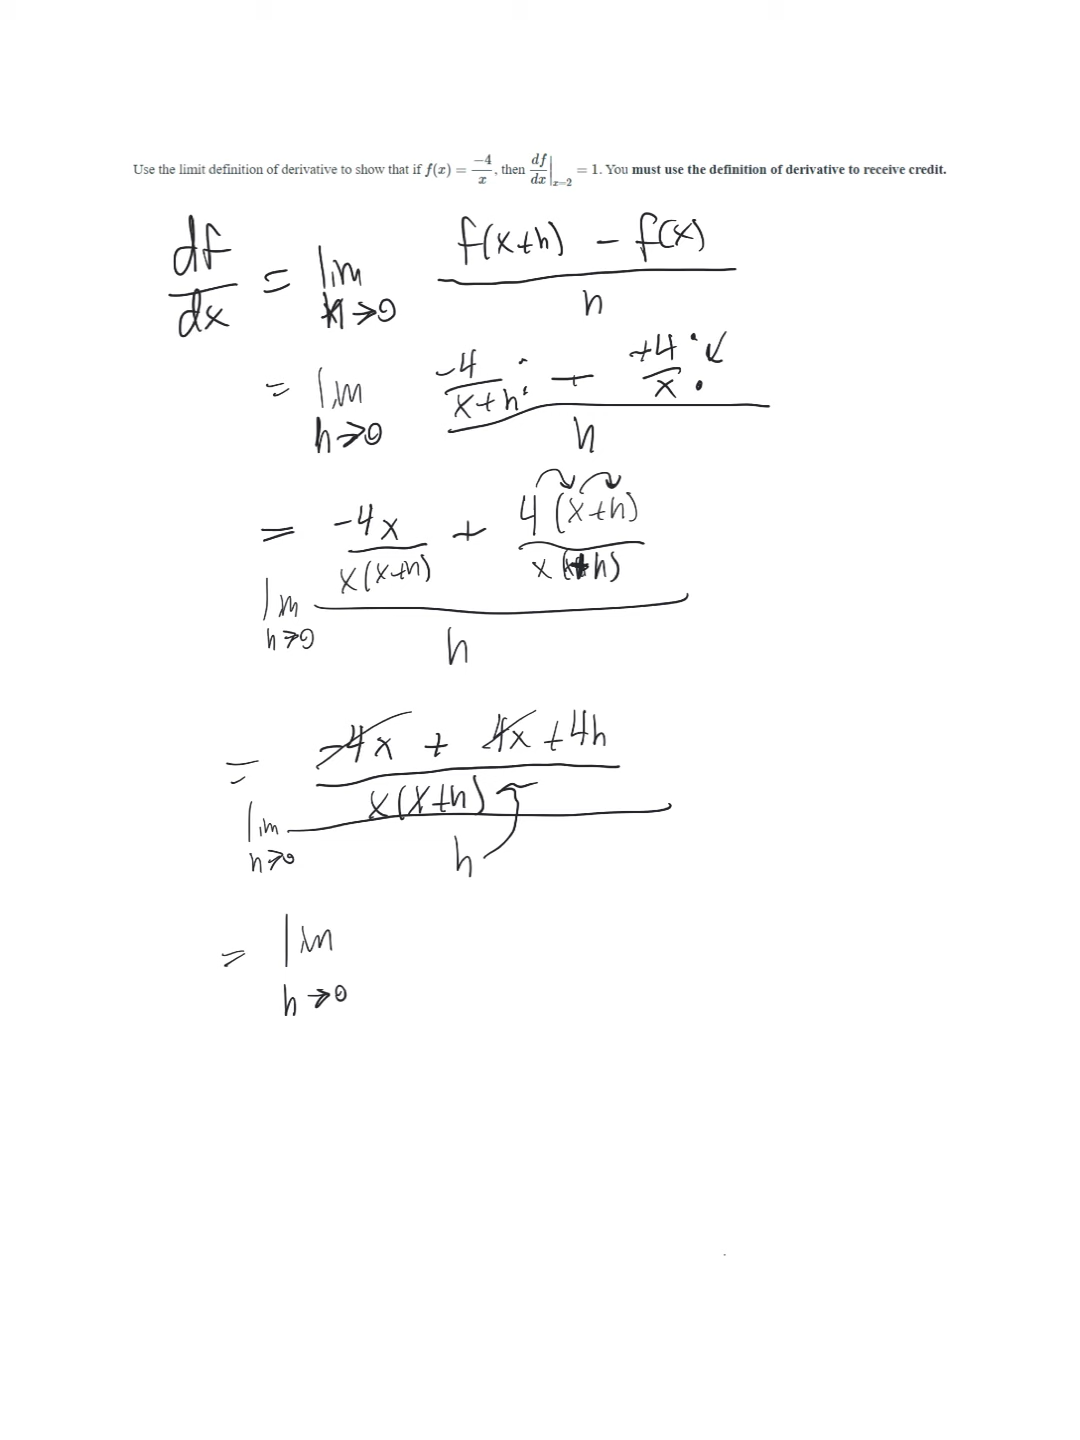 Use the limit definition of derivative to show that if f(x) = -4/x, then df/dx|x=2 = 1. You must use the definition of derivative to receive credit.
df/dx = lim h→0 (f(x+h) - f(x))/h
= lim h→0 (-4/(x+h) + +4/x)/h
= lim h→0 (-4x/(x(x+h)) + 4(x+h)/(x(x+h)))/h
= lim h→0 ((-4x + 4x + 4h)/(x(x+h)))/h
= lim h→0